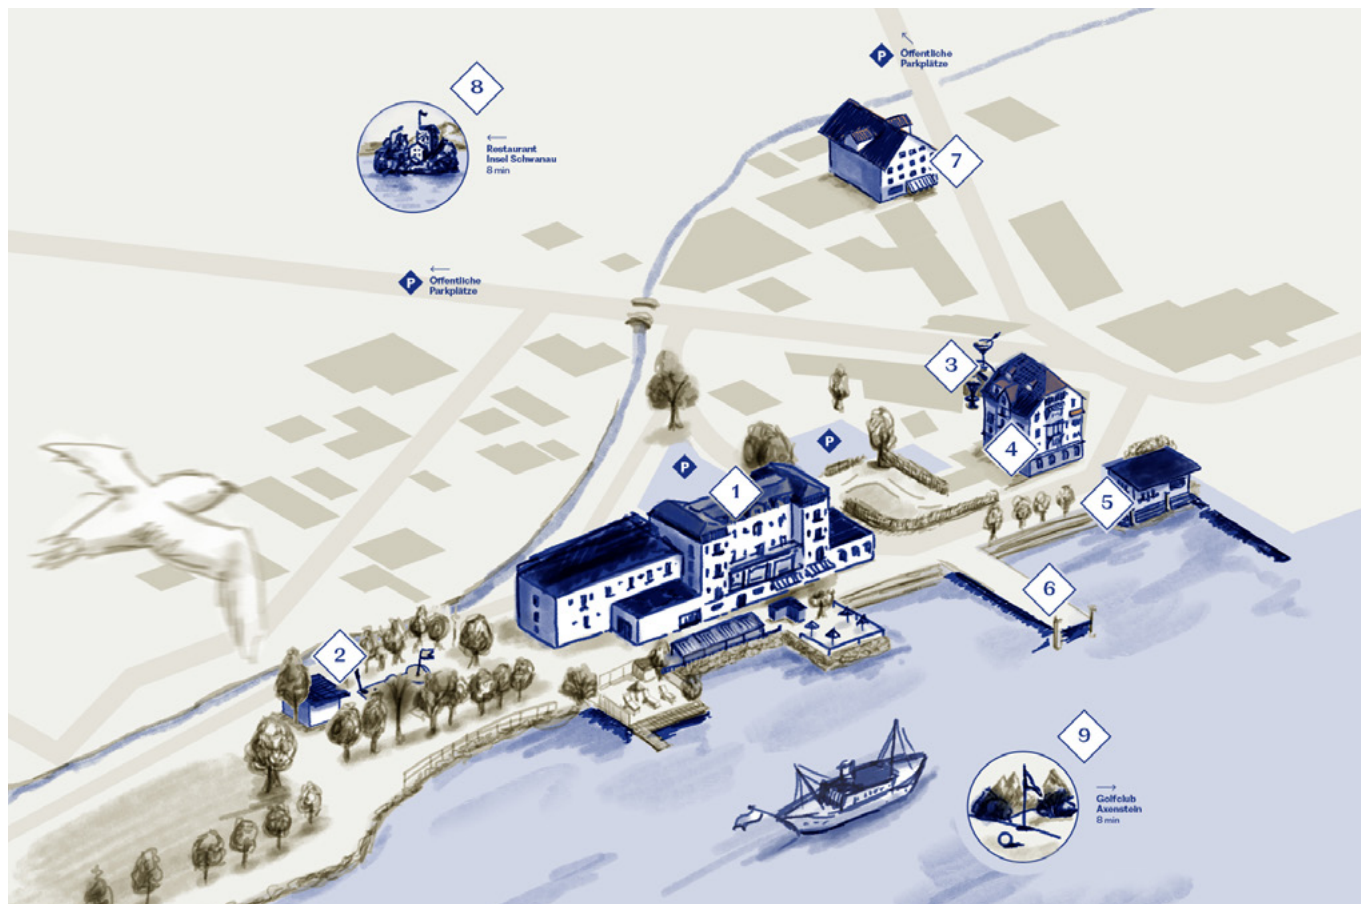 P
Öffentliche
Parkplätze
8
Restaurant
Insel Schwanau
8 min
7
P
Öffentliche
Parkplätze
3
P
4
P
1
5
6
2
9
Golfclub
Axenstein
8 min